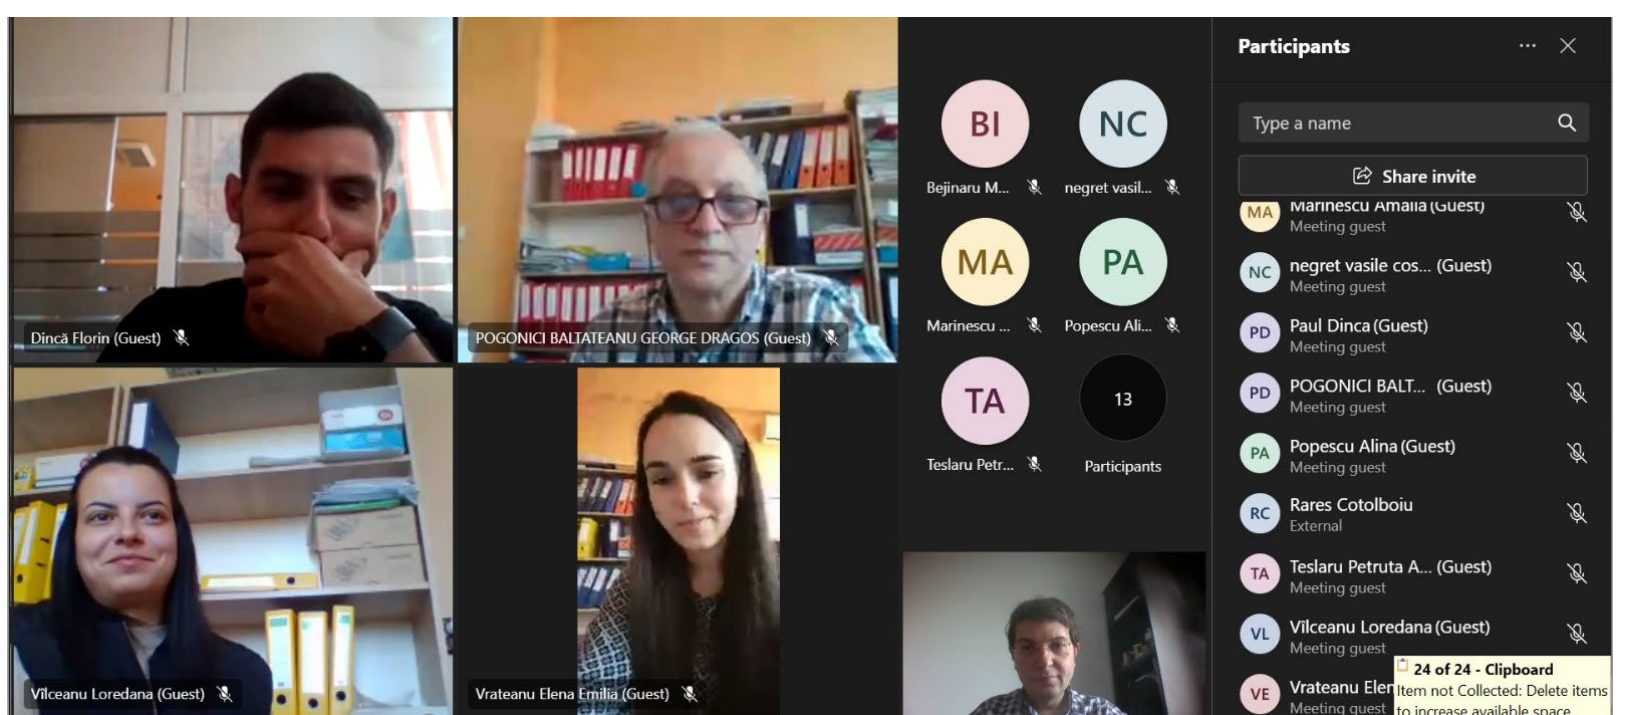 Dincă Florin (Guest)
POGONICI BALTATEANU GEORGE DRAGOS (Guest)
Vîlceanu Loredana (Guest)
Vrateanu Elena Emilia (Guest)
BI
NC
Bejinaru M...
negret vasil...
MA
PA
Marinescu ...
Popescu Ali...
TA
13
Teslaru Petr...
Participants
Participants
Type a name
Share invite
MA
Marinescu Amalia (Guest)
Meeting guest
NC
negret vasile cos... (Guest)
Meeting guest
PD
Paul Dinca (Guest)
Meeting guest
PD
POGONICI BALT... (Guest)
Meeting guest
PA
Popescu Alina (Guest)
Meeting guest
RC
Rares Cotolboiu
External
TA
Teslaru Petruta A... (Guest)
Meeting guest
VL
Vîlceanu Loredana (Guest)
Meeting guest
VE
Vrateanu Eler
Meeting guest
24 of 24 - Clipboard
Item not Collected: Delete items
to increase available space